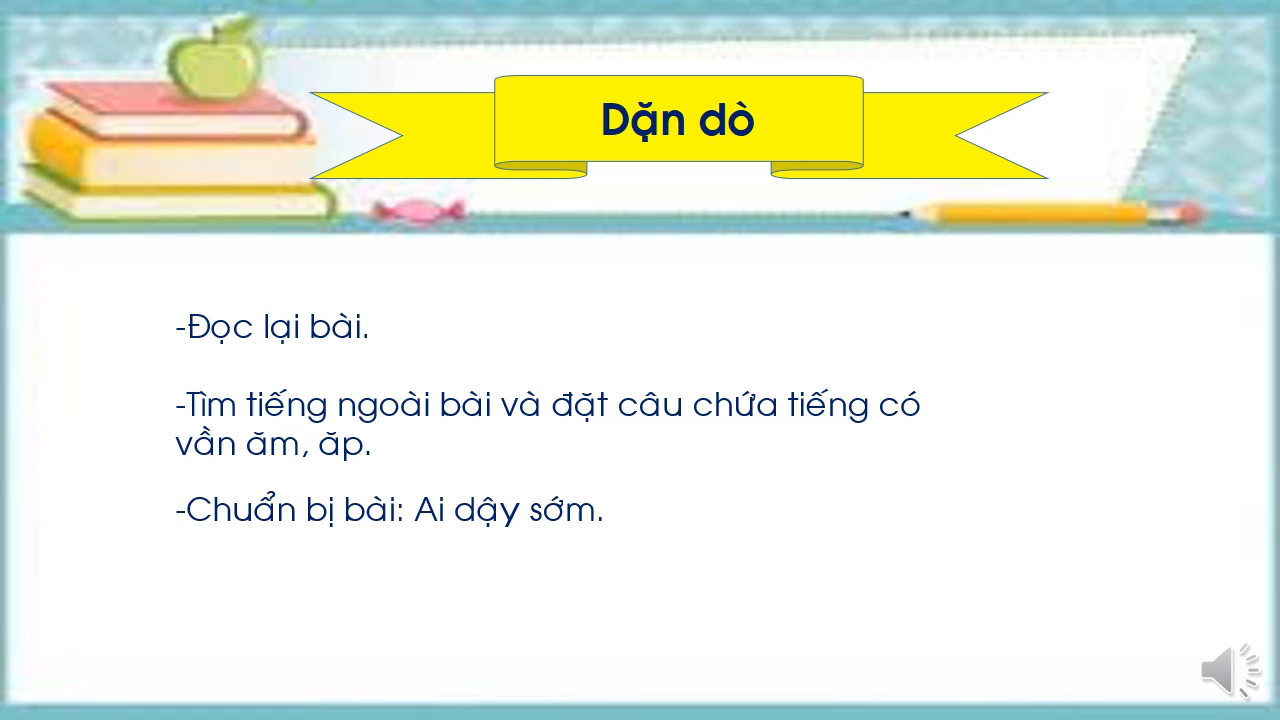 Dặn dò
-Đọc lại bài.
-Tìm tiếng ngoài bài và đặt câu chứa tiếng có
vần ăm, ăp.
-Chuẩn bị bài: Ai dậy sớm.